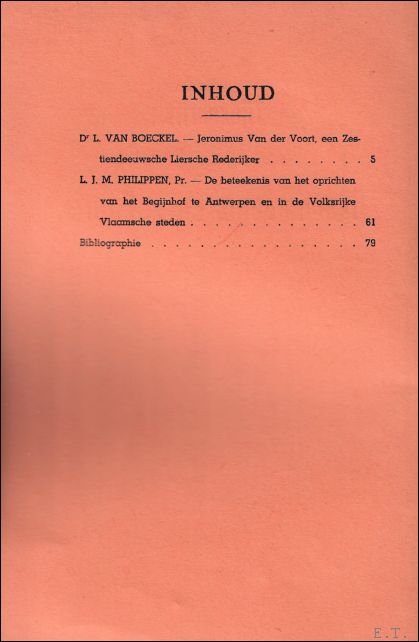 INHOUD
Dr L. VAN BOECKEL. — Jeronimus Van der Voort, een Zes-
tiendeeuwsche Liersche Rederijker . . . . . . . . 5
L. J. M. PHILIPPEN, Pr. — De beteekenis van het oprichten
van het Begijnhof te Antwerpen en in de Volksrijke
Vlaamsche steden . . . . . . . . . . . . . . 61
Bibliographie . . . . . . . . . . . . . . . . . 79
E.T.